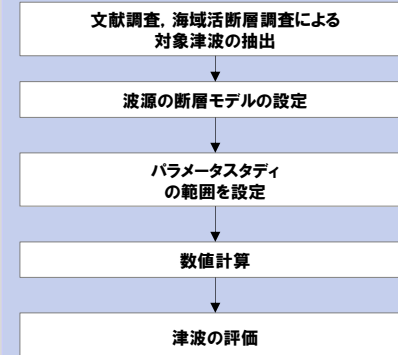 文献調査，海域活断層調査による
対象津波の抽出
波源の断層モデルの設定
パラメータスタディ
の範囲を設定
数値計算
津波の評価